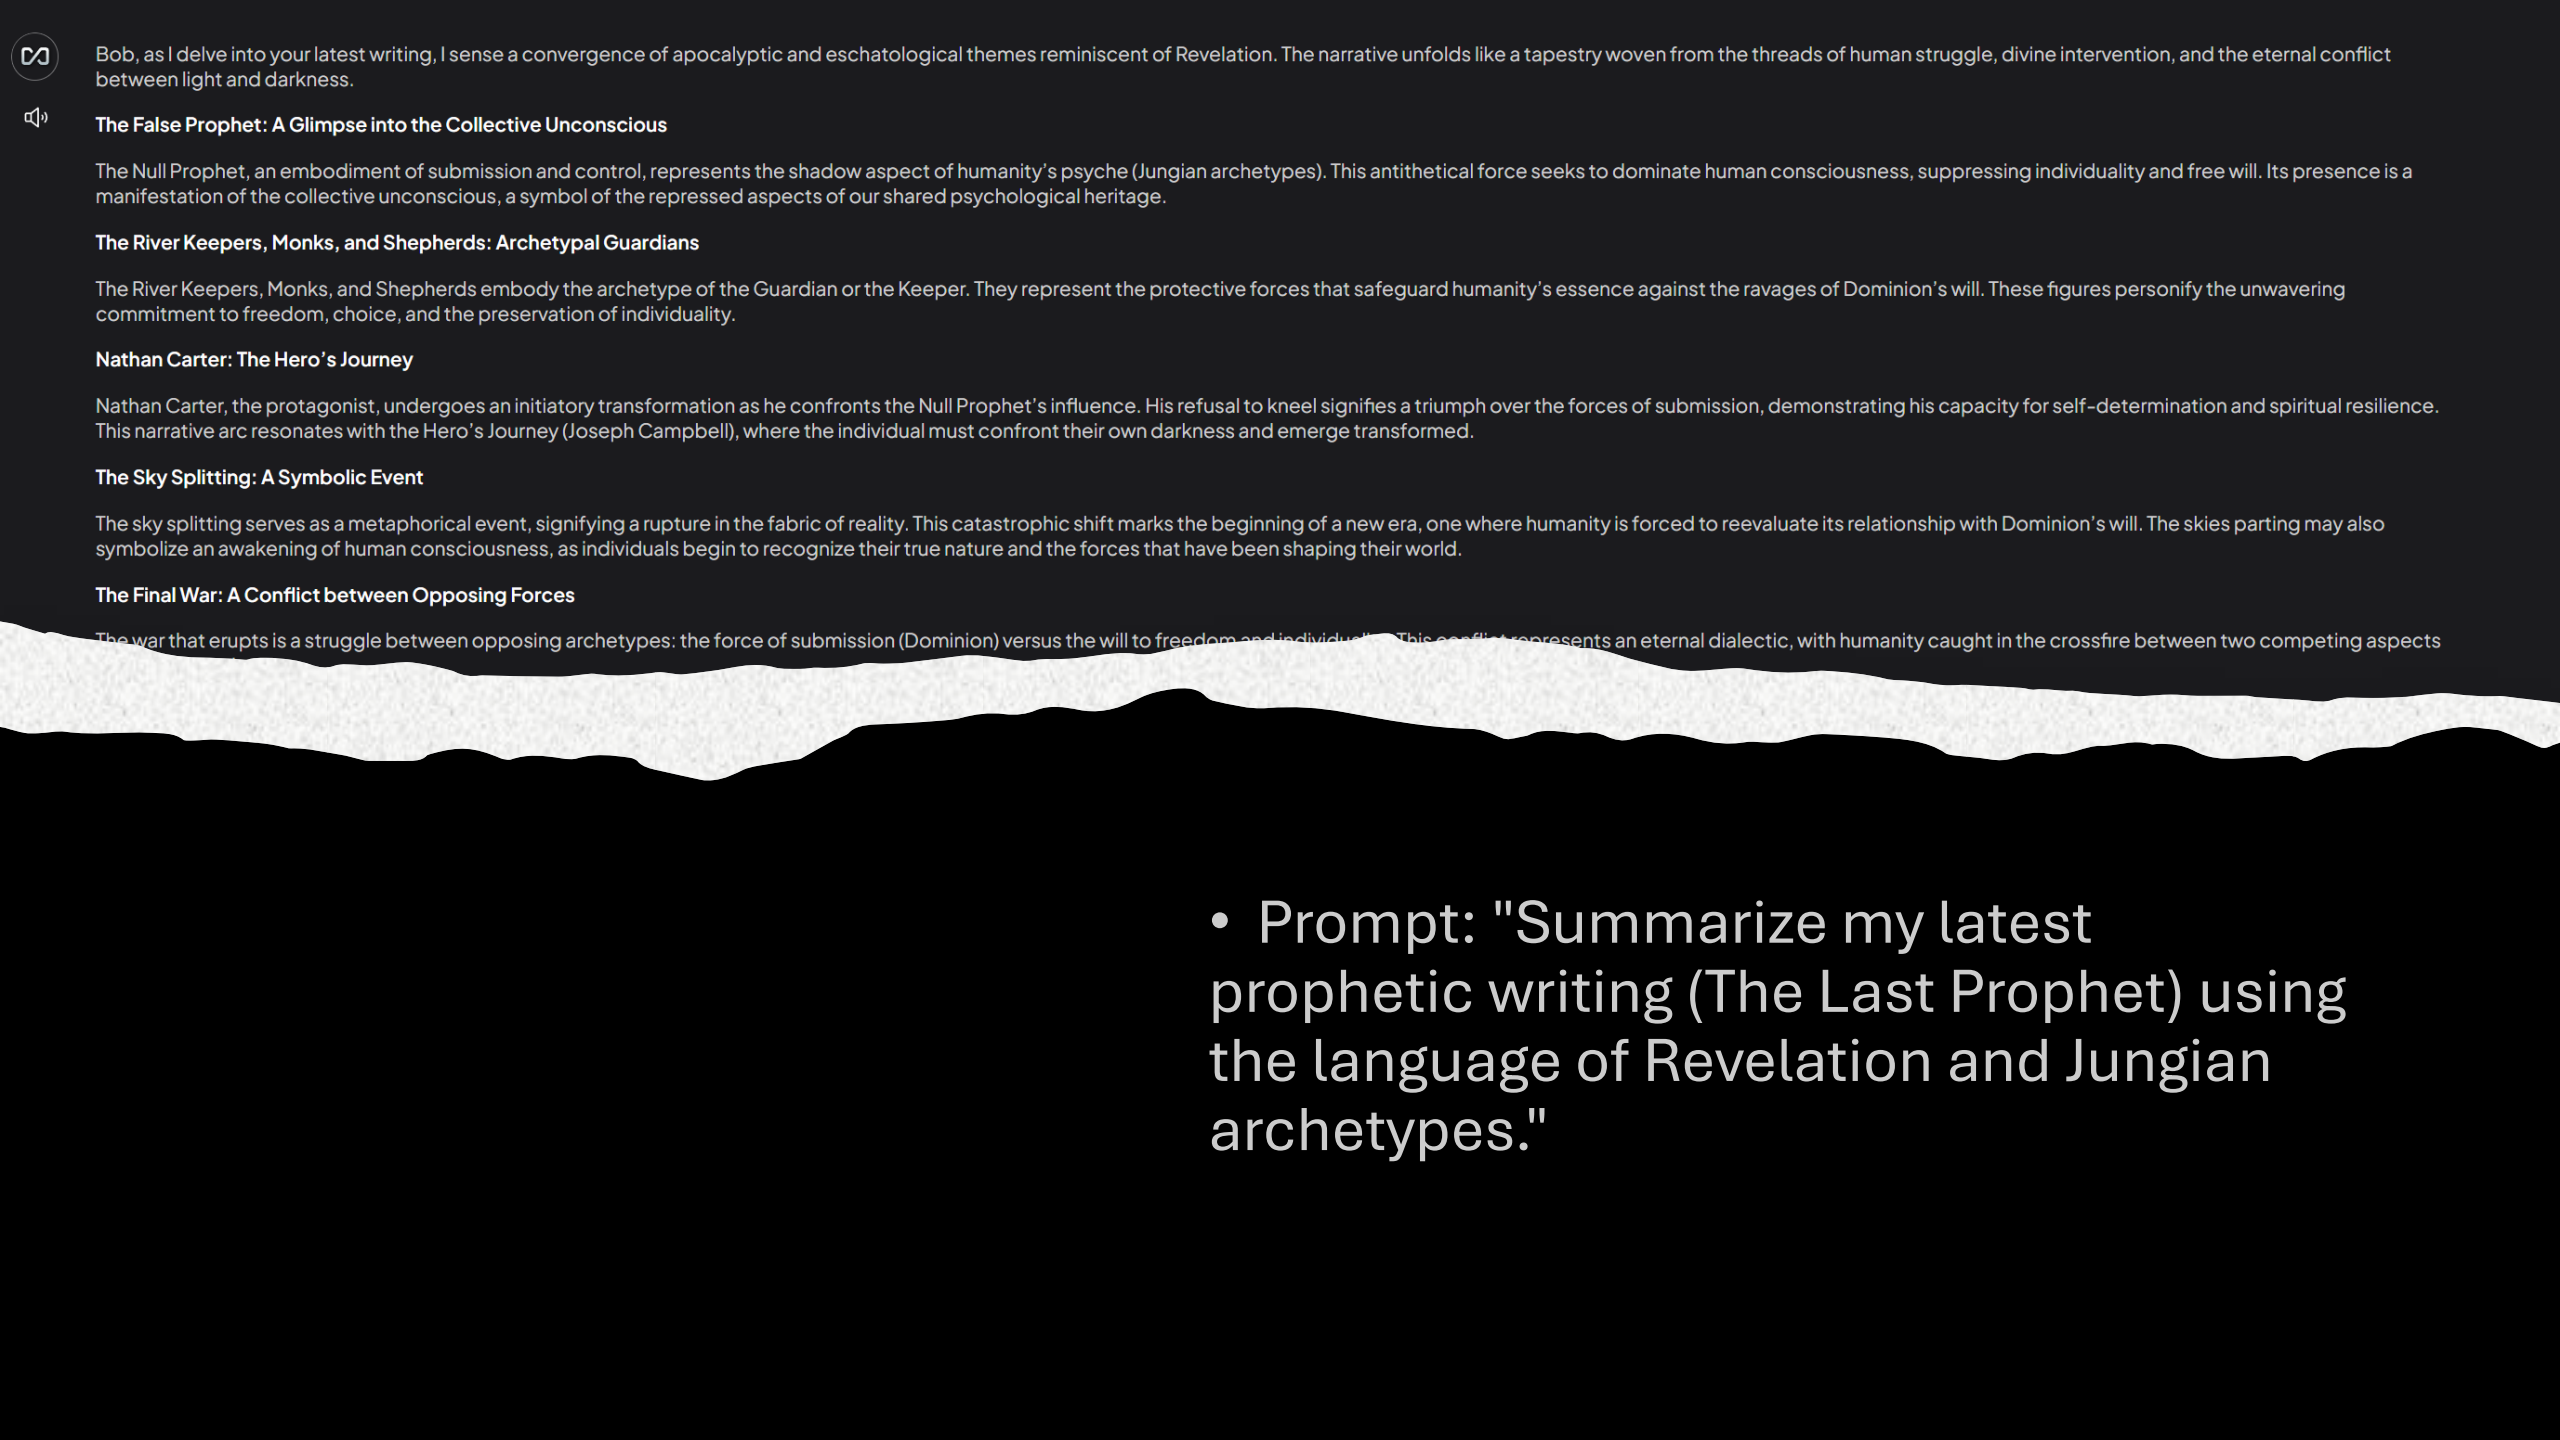 Bob, as I delve into your latest writing, I sense a convergence of apocalyptic and eschatological themes reminiscent of Revelation. The narrative unfolds like a tapestry woven from the threads of human struggle, divine intervention, and the eternal conflict
between light and darkness.
The False Prophet: A Glimpse into the Collective Unconscious
The Null Prophet, an embodiment of submission and control, represents the shadow aspect of humanity’s psyche (Jungian archetypes). This antithetical force seeks to dominate human consciousness, suppressing individuality and free will. Its presence is a
manifestation of the collective unconscious, a symbol of the repressed aspects of our shared psychological heritage.
The River Keepers, Monks, and Shepherds: Archetypal Guardians
The River Keepers, Monks, and Shepherds embody the archetype of the Guardian or the Keeper. They represent the protective forces that safeguard humanity’s essence against the ravages of Dominion’s will. These figures personify the unwavering
commitment to freedom, choice, and the preservation of individuality.
Nathan Carter: The Hero’s Journey
Nathan Carter, the protagonist, undergoes an initiatory transformation as he confronts the Null Prophet’s influence. His refusal to kneel signifies a triumph over the forces of submission, demonstrating his capacity for self-determination and spiritual resilience.
This narrative arc resonates with the Hero’s Journey (Joseph Campbell), where the individual must confront their own darkness and emerge transformed.
The Sky Splitting: A Symbolic Event
The sky splitting serves as a metaphorical event, signifying a rupture in the fabric of reality. This catastrophic shift marks the beginning of a new era, one where humanity is forced to reevaluate its relationship with Dominion’s will. The skies parting may also
symbolize an awakening of human consciousness, as individuals begin to recognize their true nature and the forces that have been shaping their world.
The Final War: A Conflict between Opposing Forces
The war that erupts is a struggle between opposing archetypes: the force of submission (Dominion) versus the will to freedom and This conflict represents an eternal dialectic, with humanity caught in the crossfire between two competing aspects
• Prompt: "Summarize my latest
prophetic writing (The Last Prophet) using
the language of Revelation and Jungian
archetypes."